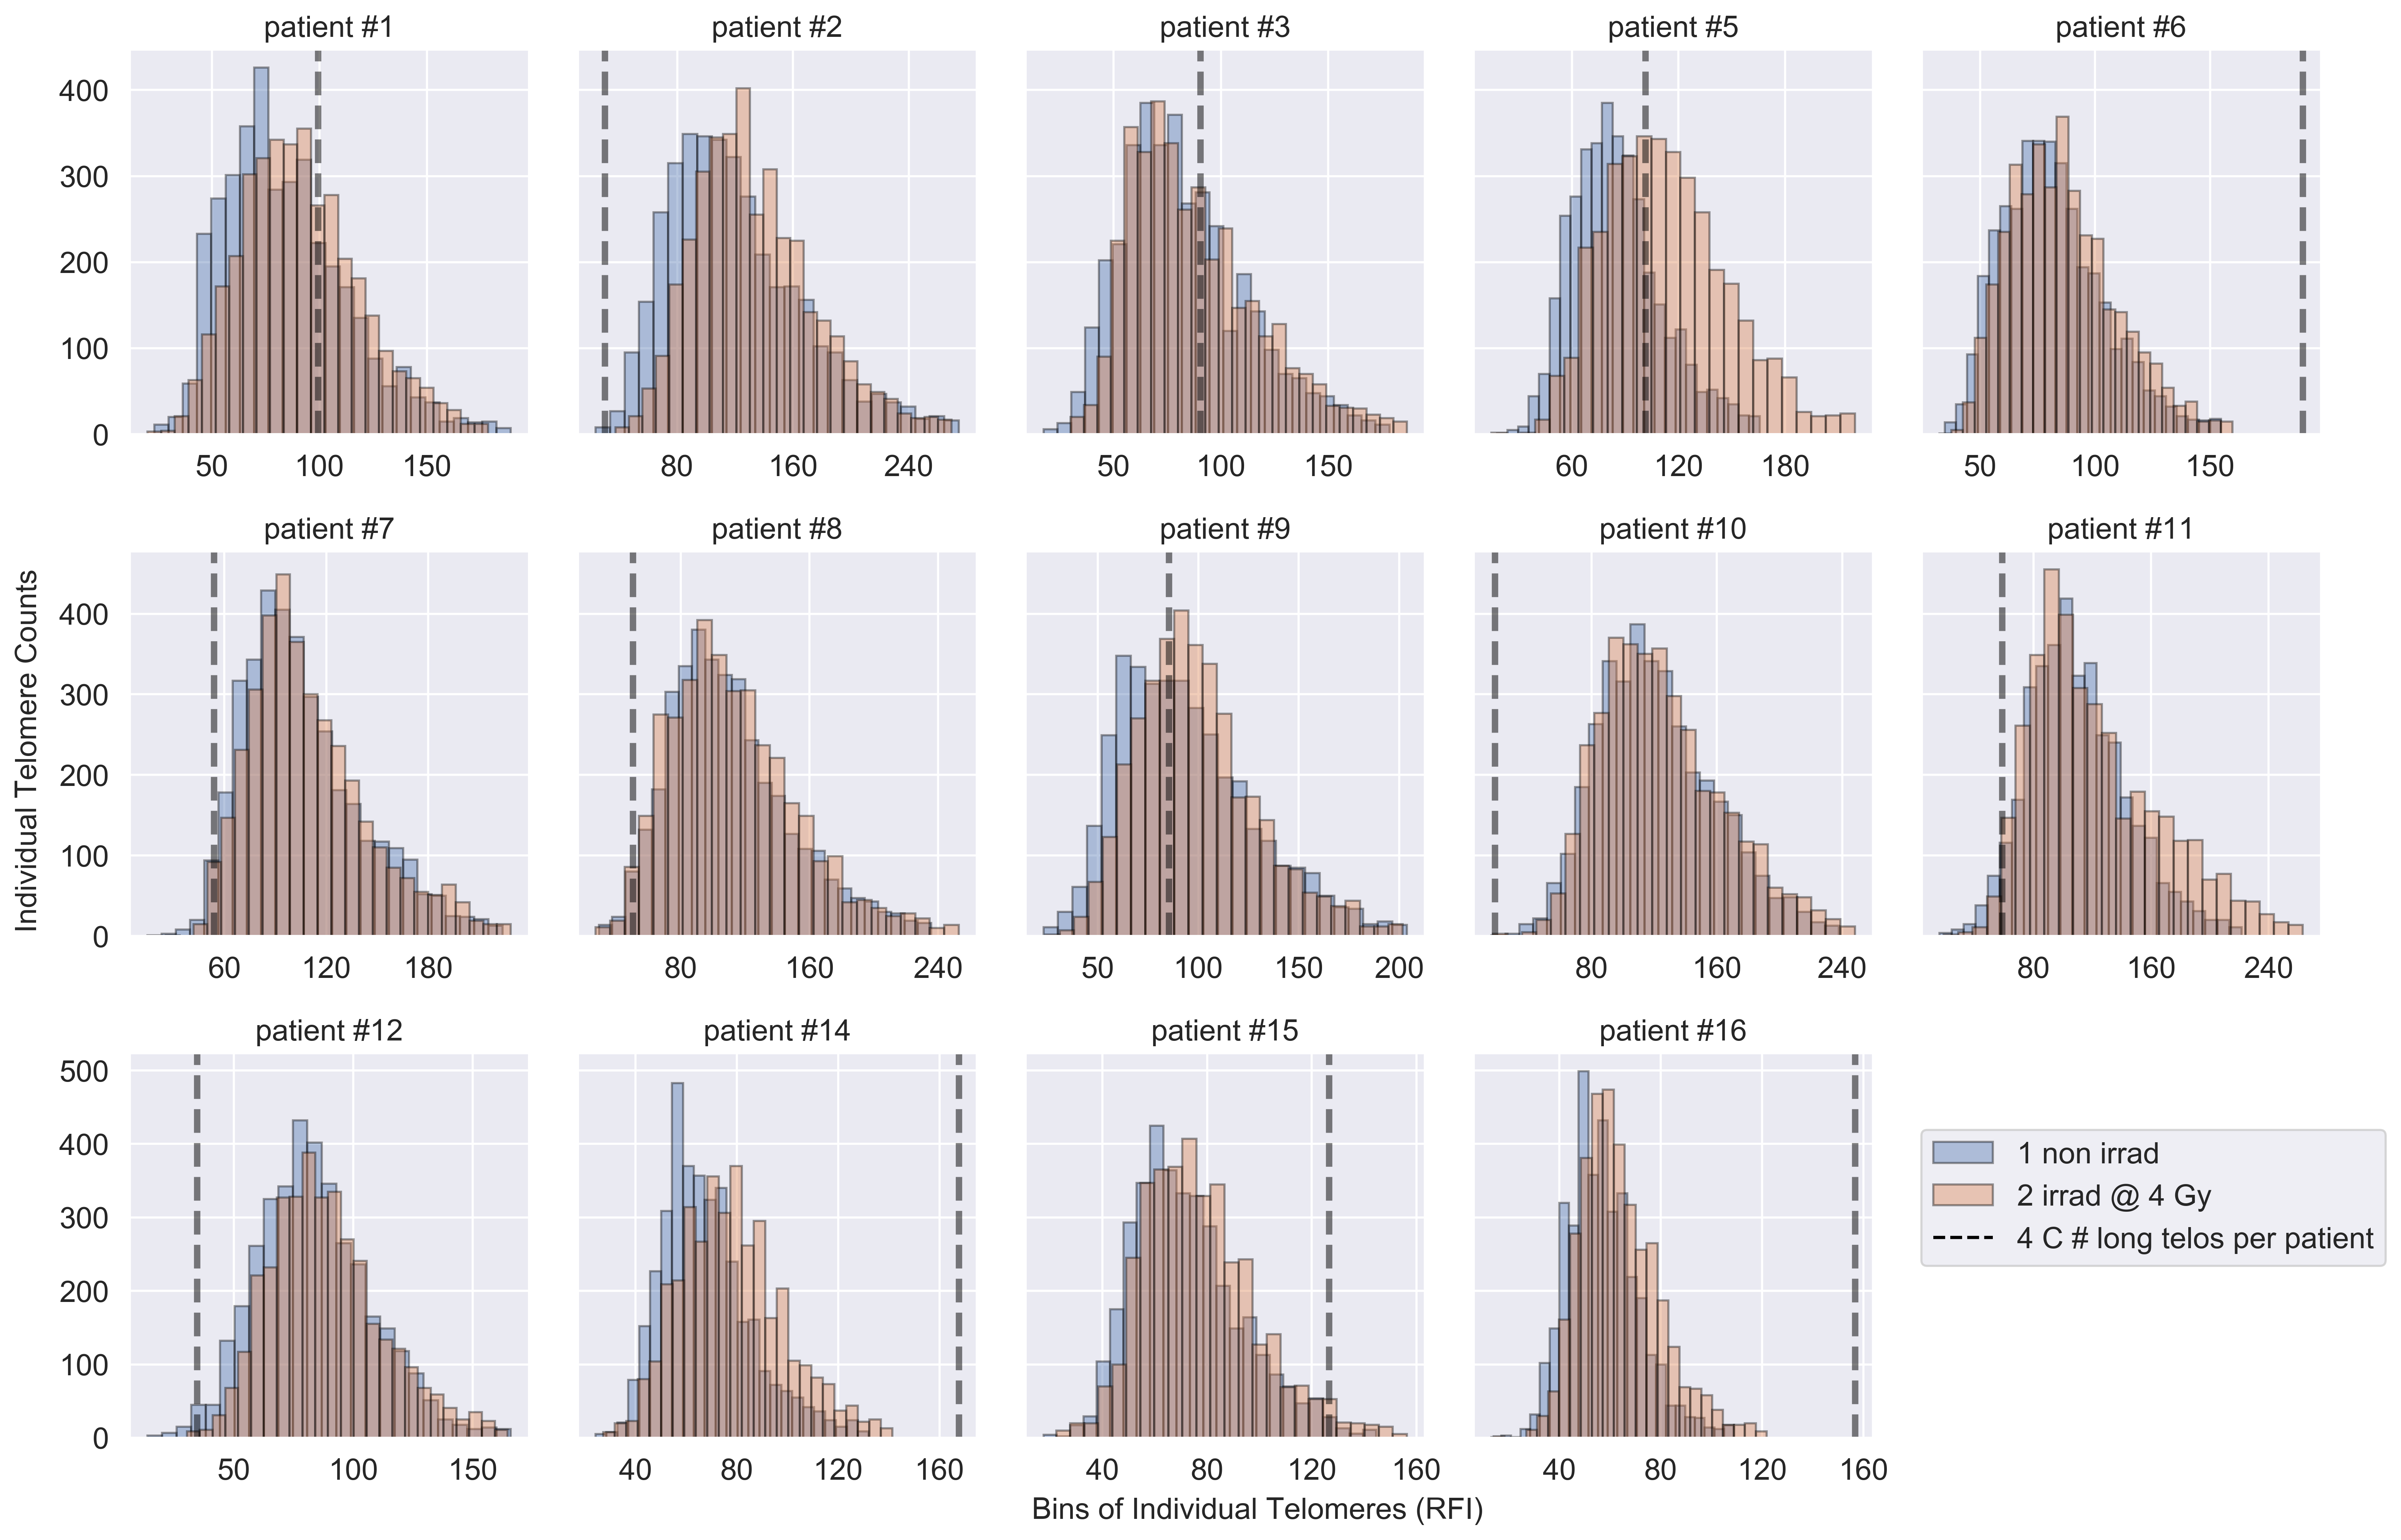 patient #1
patient #2
patient #3
patient #5
patient #6
400
300
200
100
0
50 100 150
80 160 240
50 100 150
60 120 180
50 100 150
patient #7
patient #8
patient #9
patient #10
patient #11
Individual Telomere Counts
400
300
200
100
0
60 120 180
80 160 240
50 100 150 200
80 160 240
80 160 240
patient #12
patient #14
patient #15
patient #16
500
400
300
200
100
0
50 100 150
40 80 120 160
40 80 120 160
40 80 120 160
1 non irrad
2 irrad @ 4 Gy
4 C # long telos per patient
Bins of Individual Telomeres (RFI)